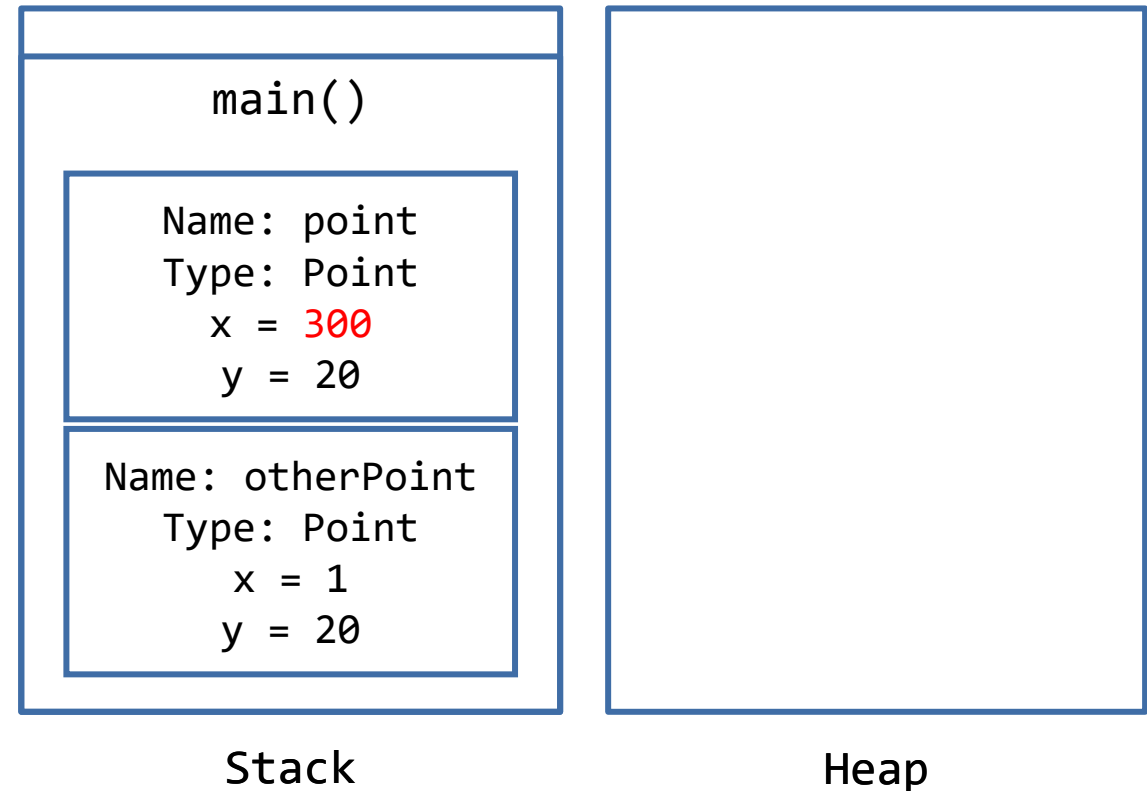 main()
Name: point
Type: Point
x = 300
y = 20
Name: otherPoint
Type: Point
x = 1
y = 20
Stack
Heap